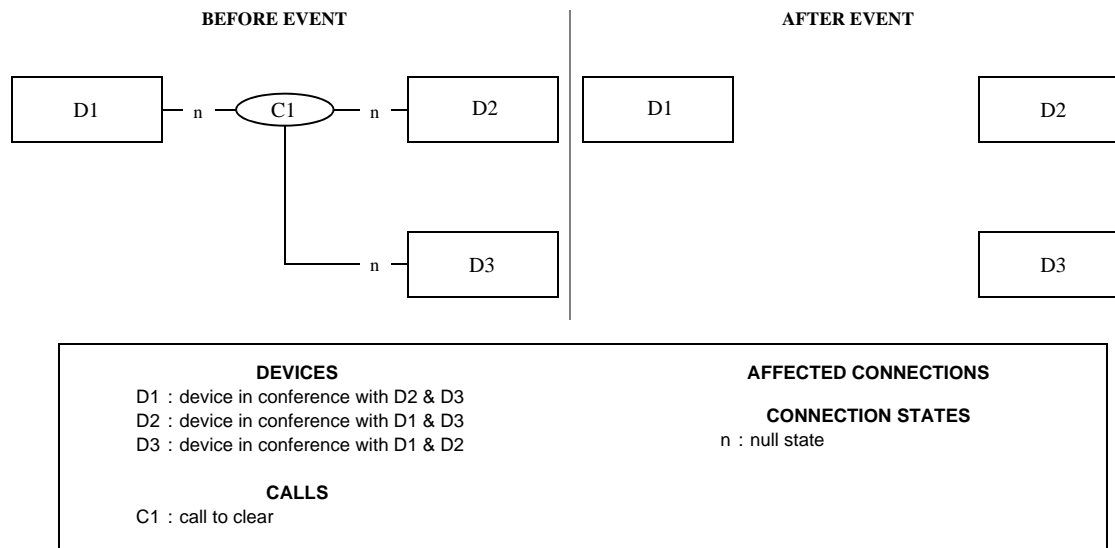 BEFORE EVENT
AFTER EVENT
D1 n C1 n D2
D1 D2
n D3
D3
DEVICES
D1 : device in conference with D2 & D3
D2 : device in conference with D1 & D3
D3 : device in conference with D1 & D2
CALLS
C1 : call to clear
AFFECTED CONNECTIONS
CONNECTION STATES
n : null state